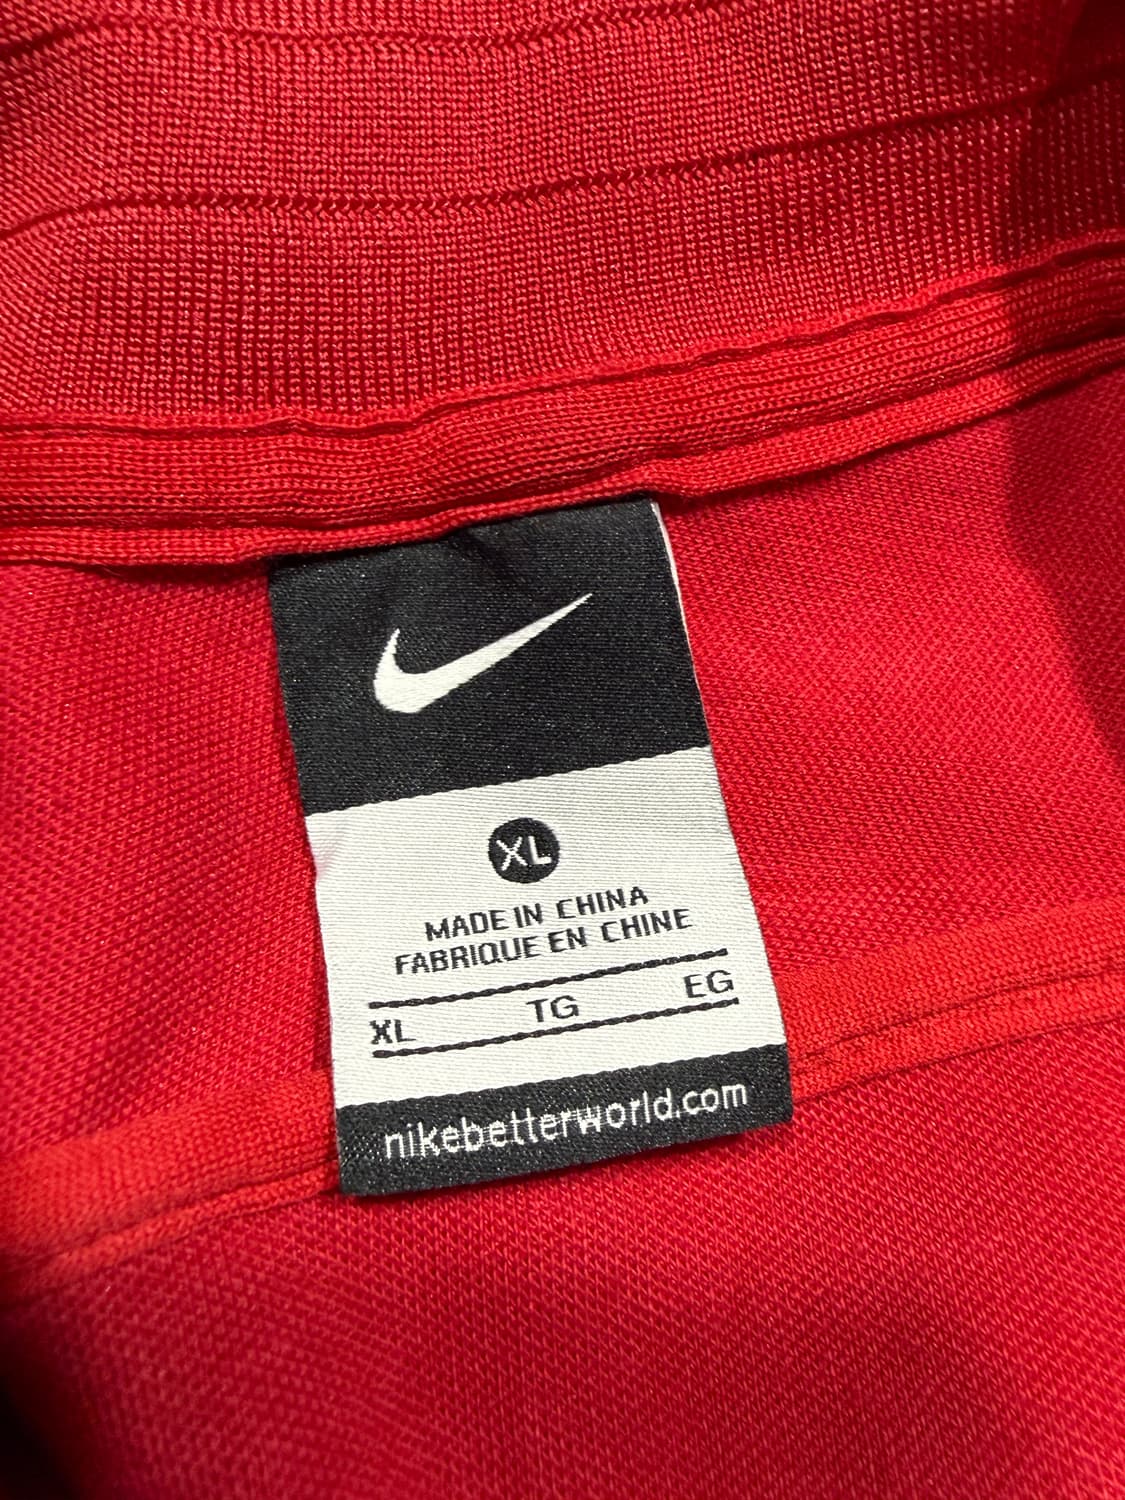 XL
MADE IN CHINA
FABRIQUE EN CHINE
XL TG EG
nikebetterworld.com